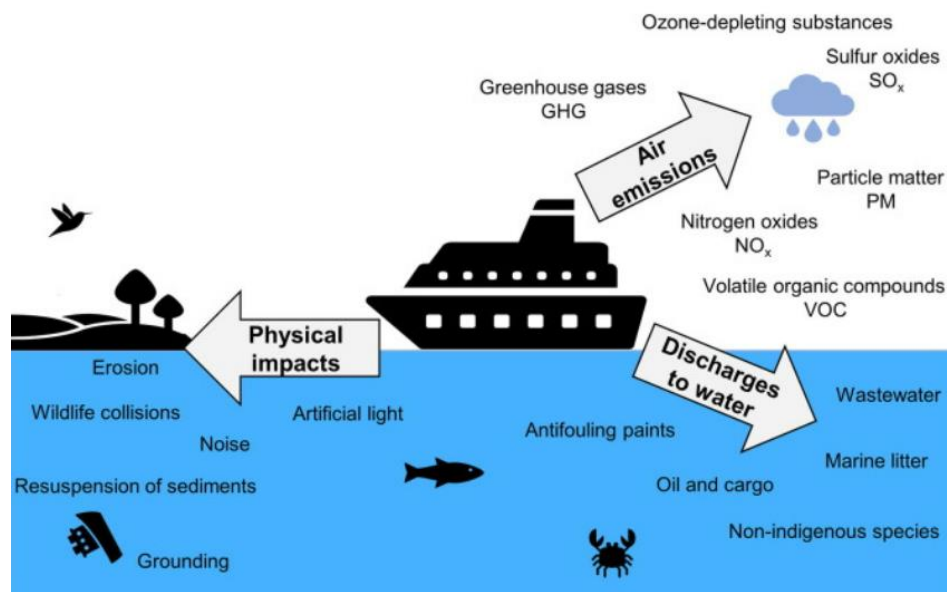 Ozone-depleting substances
Sulfur oxides
SOx
Greenhouse gases
GHG
Air
emissions
Particle matter
PM
Nitrogen oxides
NOx
Volatile organic compounds
VOC
Physical
impacts
Discharges
to water
Erosion
Wildlife collisions
Artificial light
Noise
Resuspension of sediments
Grounding
Wastewater
Antifouling paints
Marine litter
Oil and cargo
Non-indigenous species